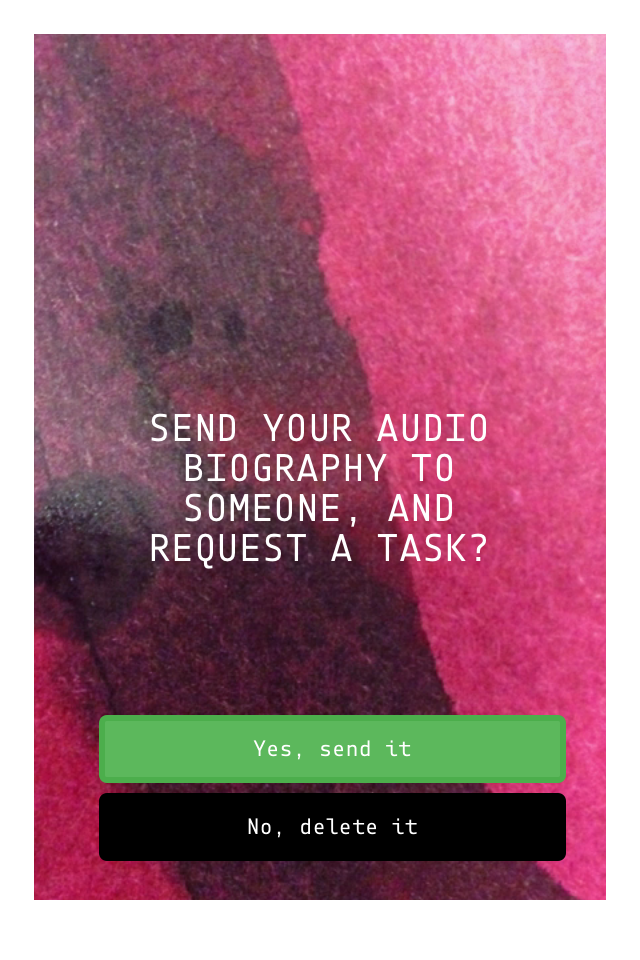 SEND YOUR AUDIO
BIOGRAPHY TO
SOMEONE, AND
REQUEST A TASK?
Yes, send it
No, delete it